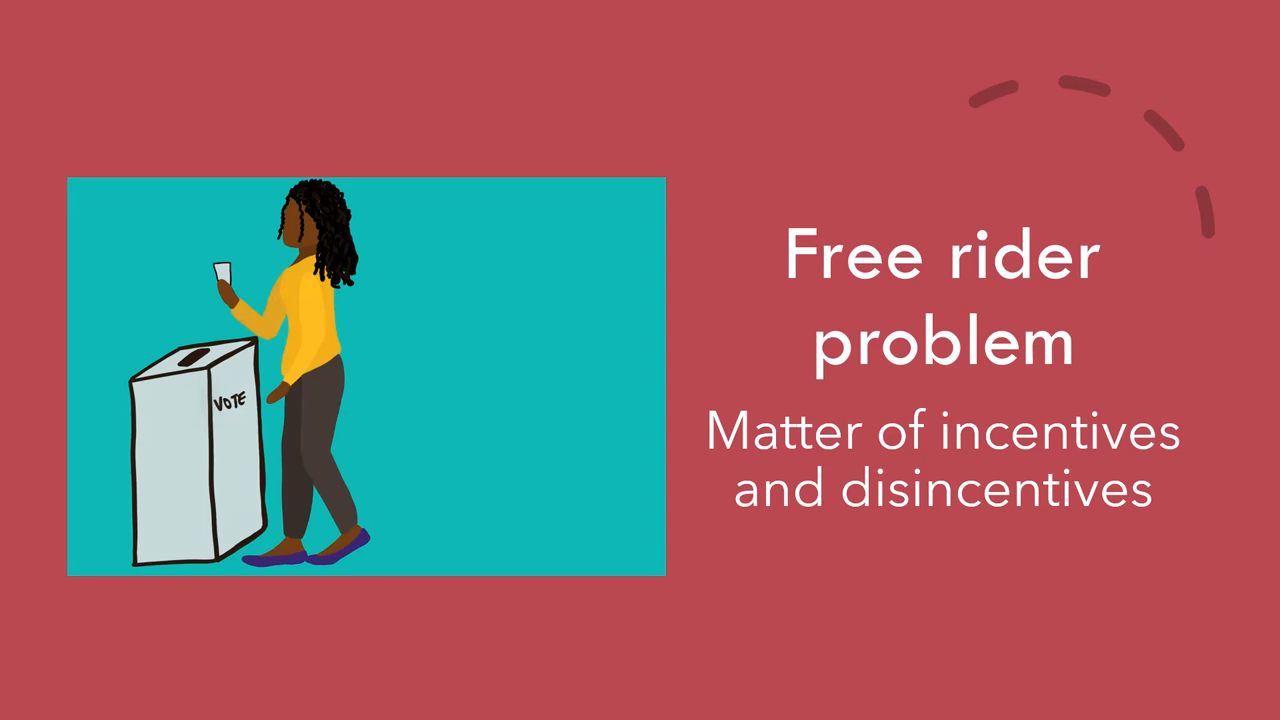 VOTE
Free rider
problem
Matter of incentives
and disincentives